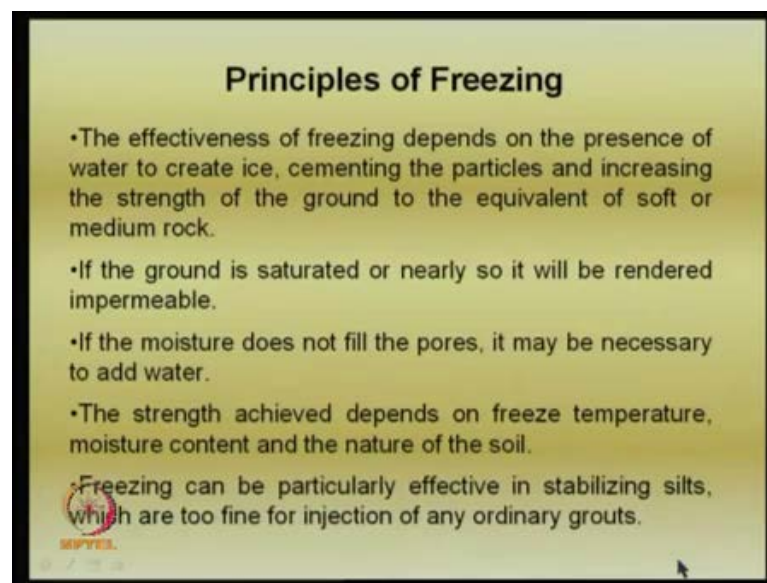 Principles of Freezing
•The effectiveness of freezing depends on the presence of
water to create ice, cementing the particles and increasing
the strength of the ground to the equivalent of soft or
medium rock.
•If the ground is saturated or nearly so it will be rendered
impermeable.
•If the moisture does not fill the pores, it may be necessary
to add water.
•The strength achieved depends on freeze temperature,
moisture content and the nature of the soil.
•Freezing can be particularly effective in stabilizing silts,
which are too fine for injection of any ordinary grouts.
NPTEL